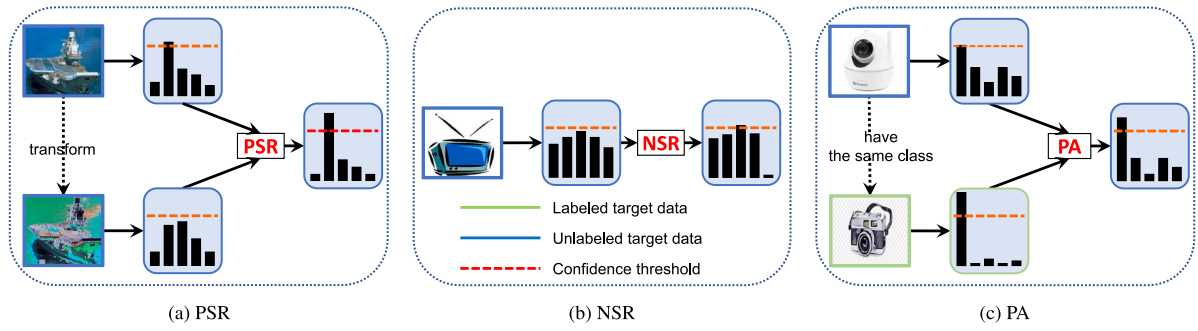 transform
PSR
(a) PSR
NSR
Labeled target data
Unlabeled target data
Confidence threshold
(b) NSR
have
the same class
PA
(c) PA